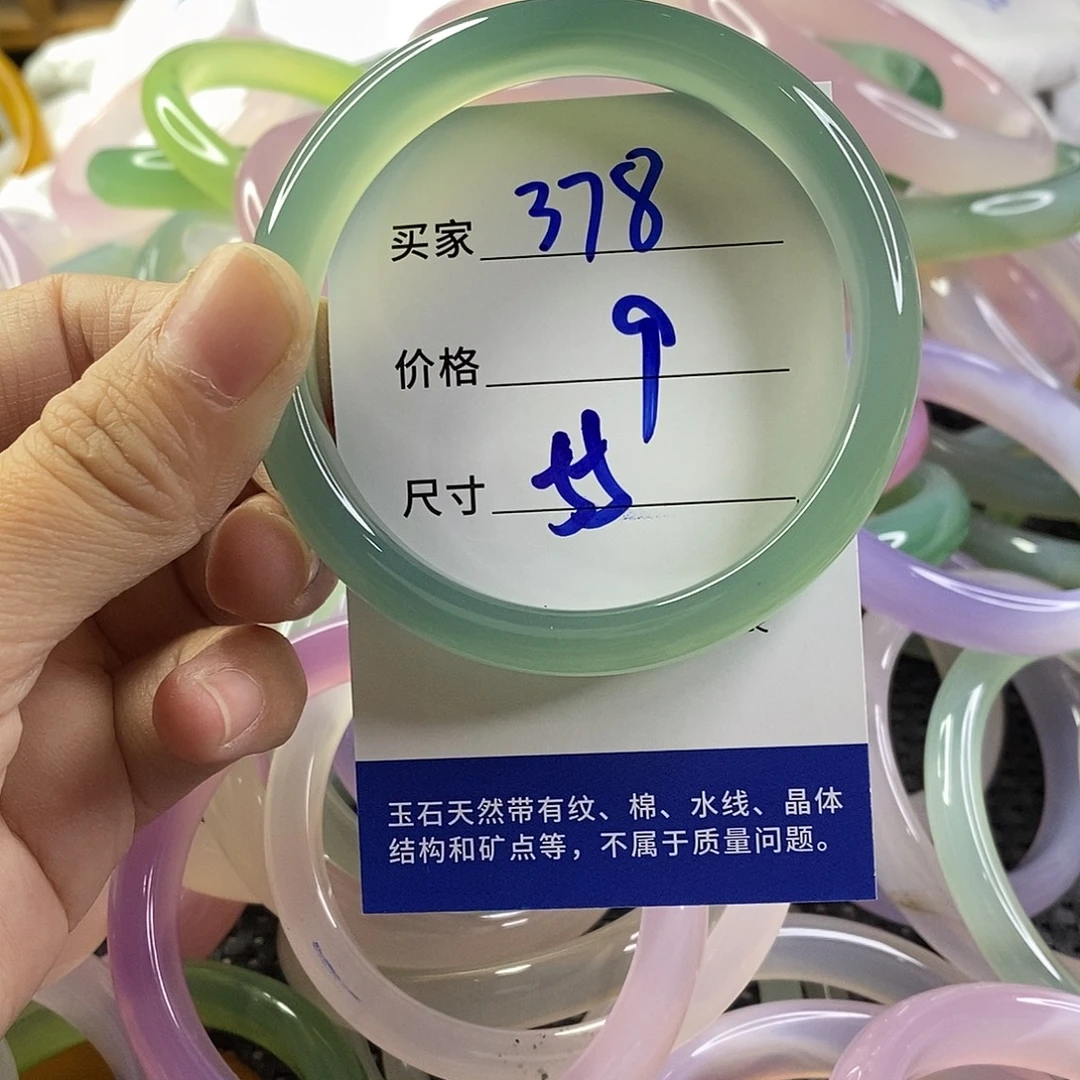 买家 378
价格 9
尺寸
玉石天然带有纹、棉、水线、晶体
结构和矿点等，不属于质量问题。